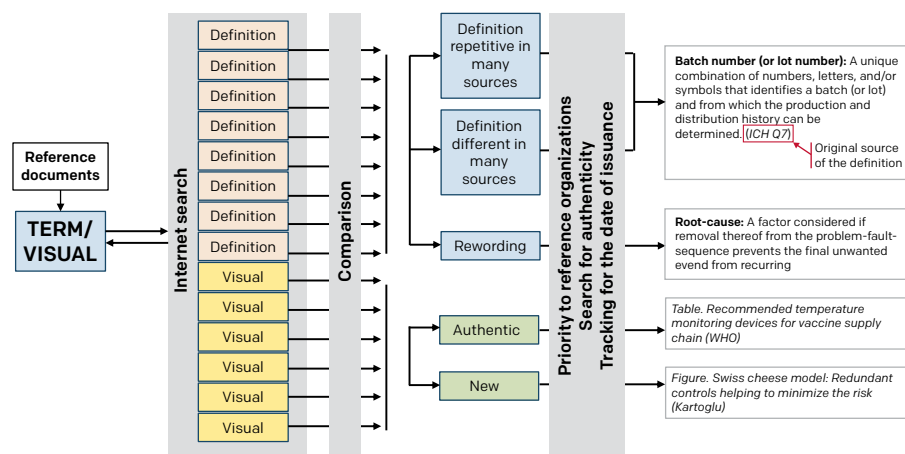 Reference
documents
TERM/
VISUAL
Internet search
Definition
Definition
Definition
Definition
Definition
Definition
Definition
Definition
Visual
Visual
Visual
Visual
Visual
Visual
Comparison
Definition
repetitive in
many
sources
Definition
different in
many
sources
Rewording
Authentic
New
Priority to reference organizations
Search for authenticity
Tracking for the date of issuance
Batch number (or lot number): A unique
combination of numbers, letters, and/or
symbols that identifies a batch (or lot)
and from which the production and
distribution history can be
determined. (ICH Q7)
Original source
of the definition
Root-cause: A factor considered if
removal thereof from the problem-fault-
sequence prevents the final unwanted
evend from recurring
Table. Recommended temperature
monitoring devices for vaccine supply
chain (WHO)
Figure. Swiss cheese model: Redundant
controls helping to minimize the risk
(Kartoglu)